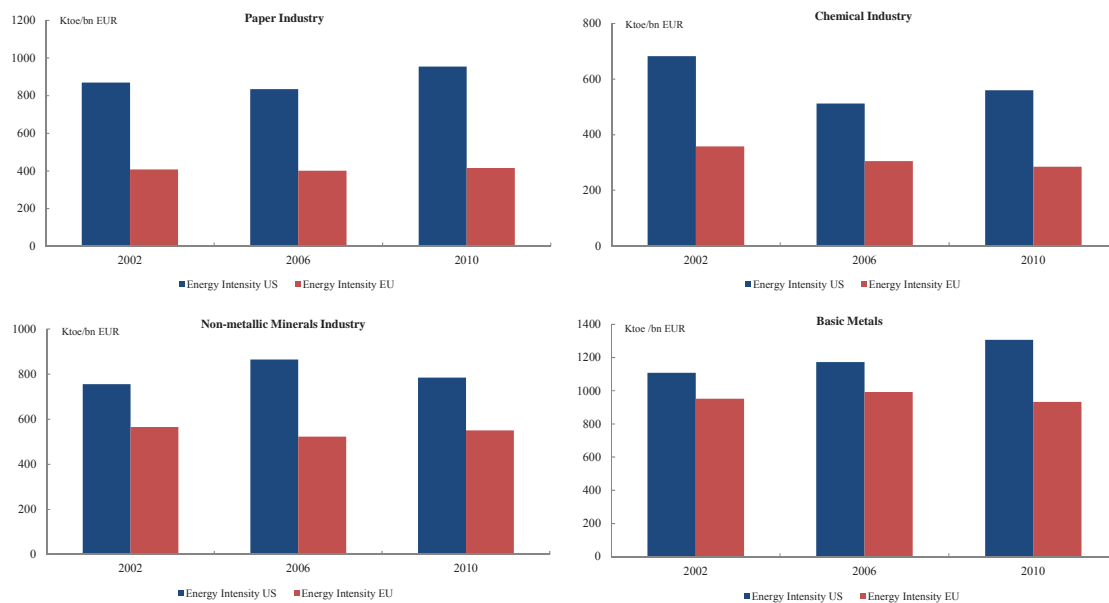 Paper Industry
Ktoe/bn EUR
1200
1000
800
600
400
200
0
2002 2006 2010
Energy Intensity US Energy Intensity EU
Chemical Industry
Ktoe/bn EUR
800
600
400
200
0
2002 2006 2010
Energy Intensity US Energy Intensity EU
Non-metallic Minerals Industry
Ktoe/bn EUR
1000
800
600
400
200
0
2002 2006 2010
Energy Intensity US Energy Intensity EU
Basic Metals
Ktoe /bn EUR
1400
1200
1000
800
600
400
200
0
2002 2006 2010
Energy Intensity US Energy Intensity EU